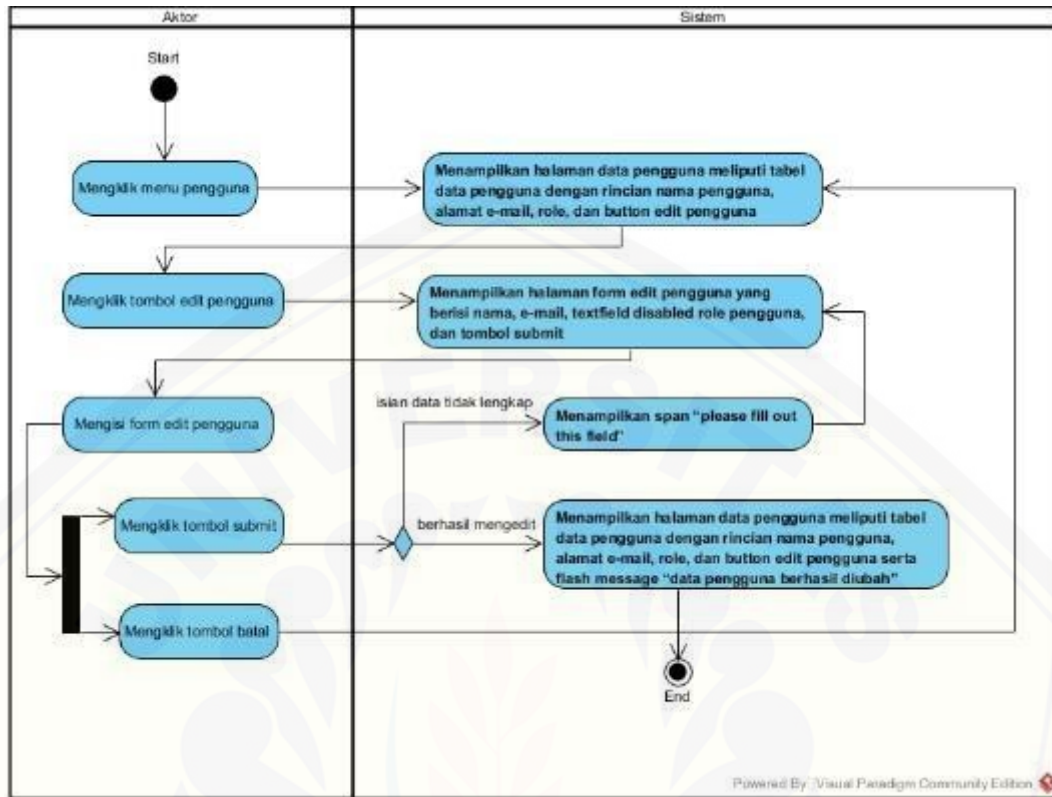 Aktor
Sistem
Start
Mengklik menu pengguna
Menampilkan halaman data pengguna meliputi tabel
data pengguna dengan rincian nama pengguna,
alamat e-mail, role, dan button edit pengguna
Mengklik tombol edit pengguna
Menampilkan halaman form edit pengguna yang
berisi nama, e-mail, textfield disabled role pengguna,
dan tombol submit
Mengisi form edit pengguna
isian data tidak lengkap
Menampilkan span “please fill out
this field”
Mengklik tombol submit
berhasil mengedit
Menampilkan halaman data pengguna meliputi tabel
data pengguna dengan rincian nama pengguna,
alamat e-mail, role, dan button edit pengguna serta
flash message “data pengguna berhasil diubah”
Mengklik tombol batal
End
Powered By Visual Paradigm Community Edition
UNIVERSITAS